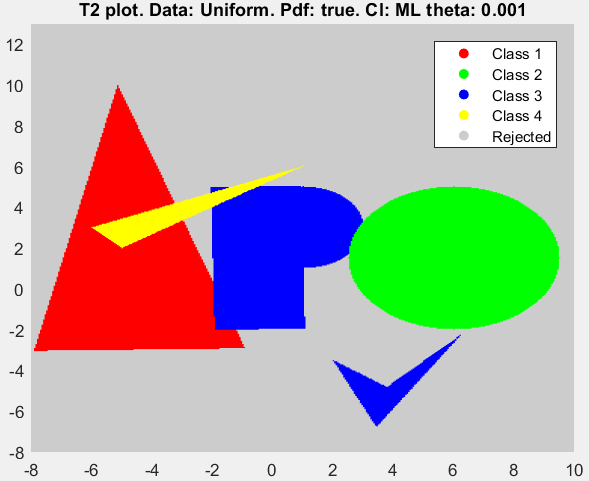 T2 plot. Data: Uniform. Pdf: true. Cl: ML theta: 0.001
12
10
8
6
4
2
0
-2
-4
-6
-8
-8 -6 -4 -2 0 2 4 6 8 10
Class 1
Class 2
Class 3
Class 4
Rejected